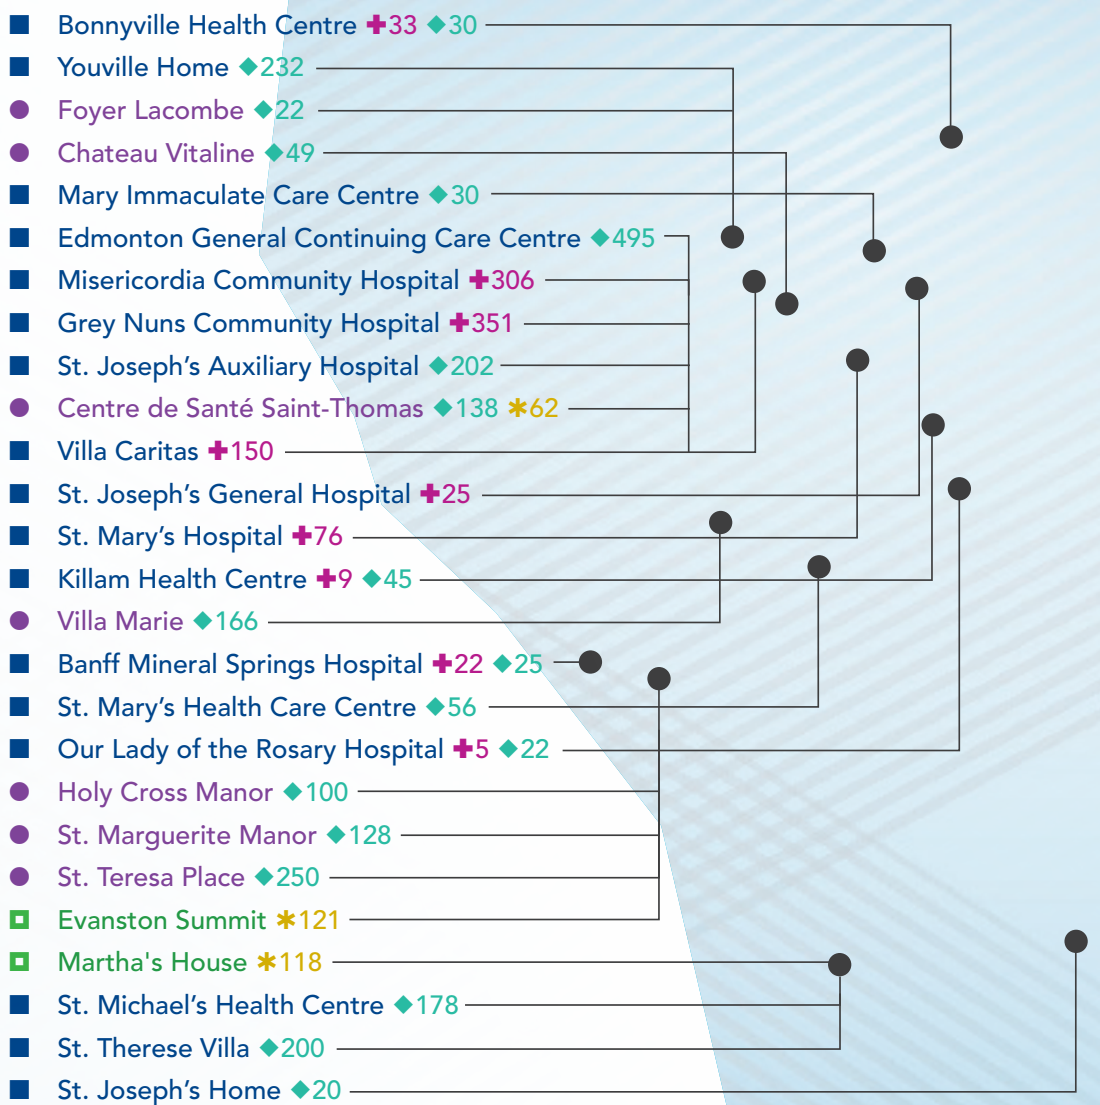 Bonnyville Health Centre ✚33 ◆30
Youville Home ◆232
Foyer Lacombe ◆22
Chateau Vitaline ◆49
Mary Immaculate Care Centre ◆30
Edmonton General Continuing Care Centre ◆495
Misericordia Community Hospital ✚306
Grey Nuns Community Hospital ✚351
St. Joseph’s Auxiliary Hospital ◆202
Centre de Santé Saint-Thomas ◆138 ✱62
Villa Caritas ✚150
St. Joseph’s General Hospital ✚25
St. Mary’s Hospital ✚76
Killam Health Centre ✚9 ◆45
Villa Marie ◆166
Banff Mineral Springs Hospital ✚22 ◆25
St. Mary’s Health Care Centre ◆56
Our Lady of the Rosary Hospital ✚5 ◆22
Holy Cross Manor ◆100
St. Marguerite Manor ◆128
St. Teresa Place ◆250
Evanston Summit ✱121
Martha's House ✱118
St. Michael’s Health Centre ◆178
St. Therese Villa ◆200
St. Joseph’s Home ◆20